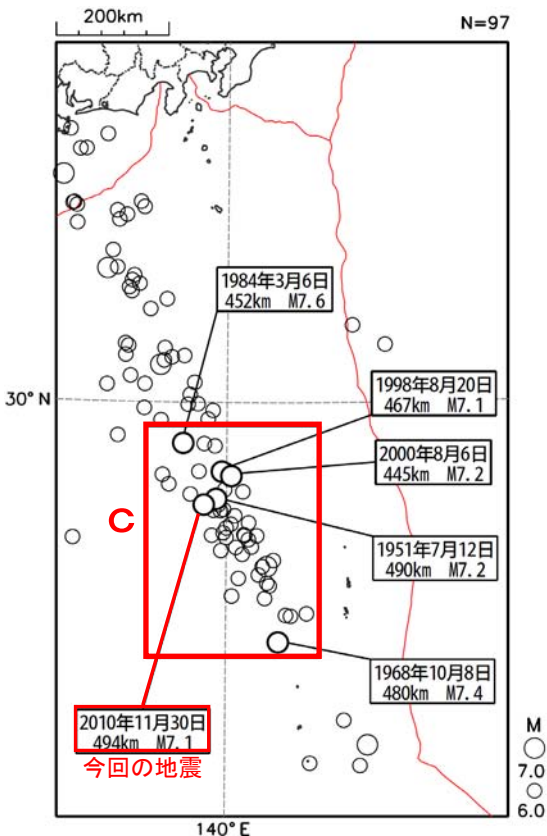 200km
N=97
1984年3月6日
452km M7.6
30°N
1998年8月20日
467km M7.1
2000年8月6日
445km M7.2
C
1951年7月12日
490km M7.2
1968年10月8日
480km M7.4
2010年11月30日
494km M7.1
今回の地震
M
7.0
6.0
140°E